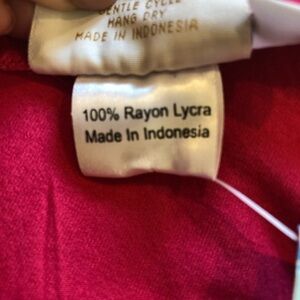 GENTLE CYCLE
HANG DRY
MADE IN INDONESIA
100% Rayon Lycra
Made In Indonesia